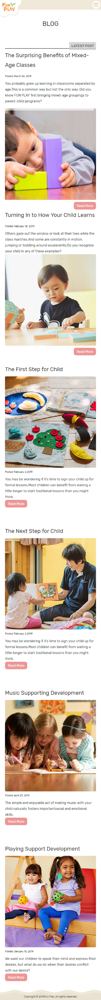 FUN
PLAY
BLOG
LATEST POST
The Surprising Benefits of Mixed-
Age Classes
Posted March 26, 2019
You probably grew up learning in classrooms separated by
age.This is a common way but not the only way. Did you
know FUN PLAY first bringing mixed-age groupings to
parent-child programs?
Read More
Turning In to How Your Child Learns
Posted February 18, 2019
Others gaze out the window or look at their toes while the
class marches.And some are constantly in motion,
jumping or toddling around exuberantly.Do you recognize
your child in any of these examples?
Read More
The First Step for Child
Posted February 2,2019
You may be wondering if it's time to sign your child up for
formal lessons.Most children can benefit from waiting a
little longer to start traditional lessons than you might
think.
Read More
The Next Step for Child
Posted February 2,2019
You may be wondering if it's time to sign your child up for
formal lessons.Most children can benefit from waiting a
little longer to start traditional lessons than you might
think.
Read More
Music Supporting Development
Posted April 23, 2019
The simple and enjoyable act of making music with your
child naturally fosters importantsocial and emotional
skills.
Read More
Playing Support Development
Posted January 15, 2019
We want our children to speak their mind and express their
desires, but what do we do when their desires conflict
with our desire?
Read More
Copyright © 2019Fun Play. All rights reserved.